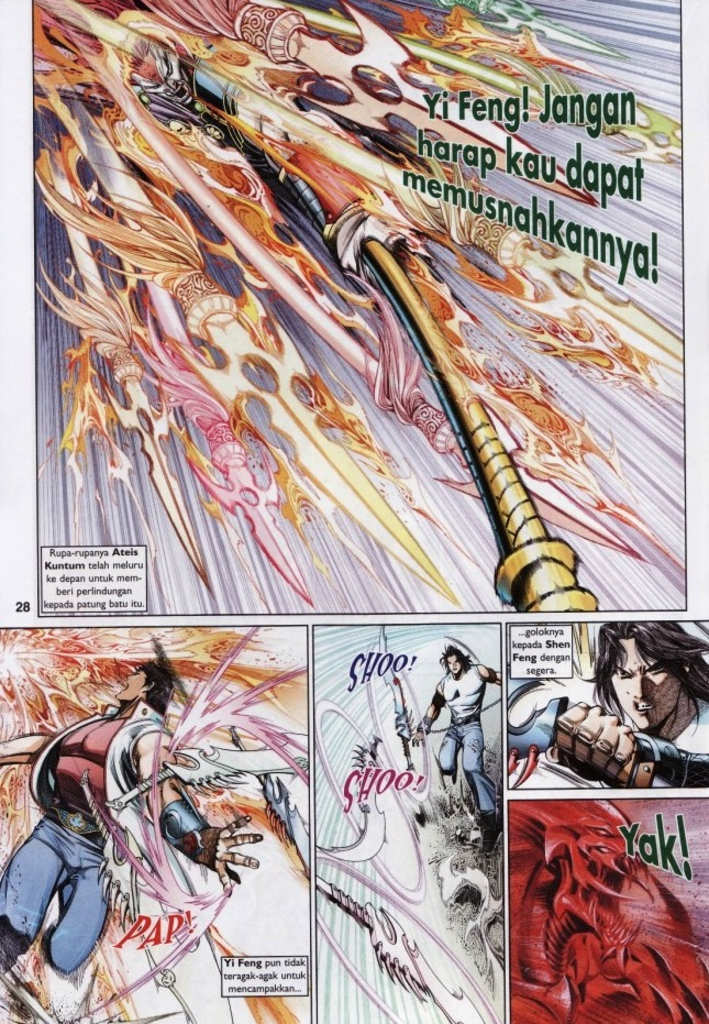 Yi Feng! Jangan
harap kau dapat
memusnahkannya!
Rupa-rupanya Ateis
Kuntum telah meluru
ke depan untuk mem-
beri perlindungan
kepada patung batu itu.
28
PAP!
Yi Feng pun tidak
teragak-agak untuk
mencampakkan...
SHOO!
SHOO!
...goloknya
kepada Shen
Feng dengan
segera.
Yak!